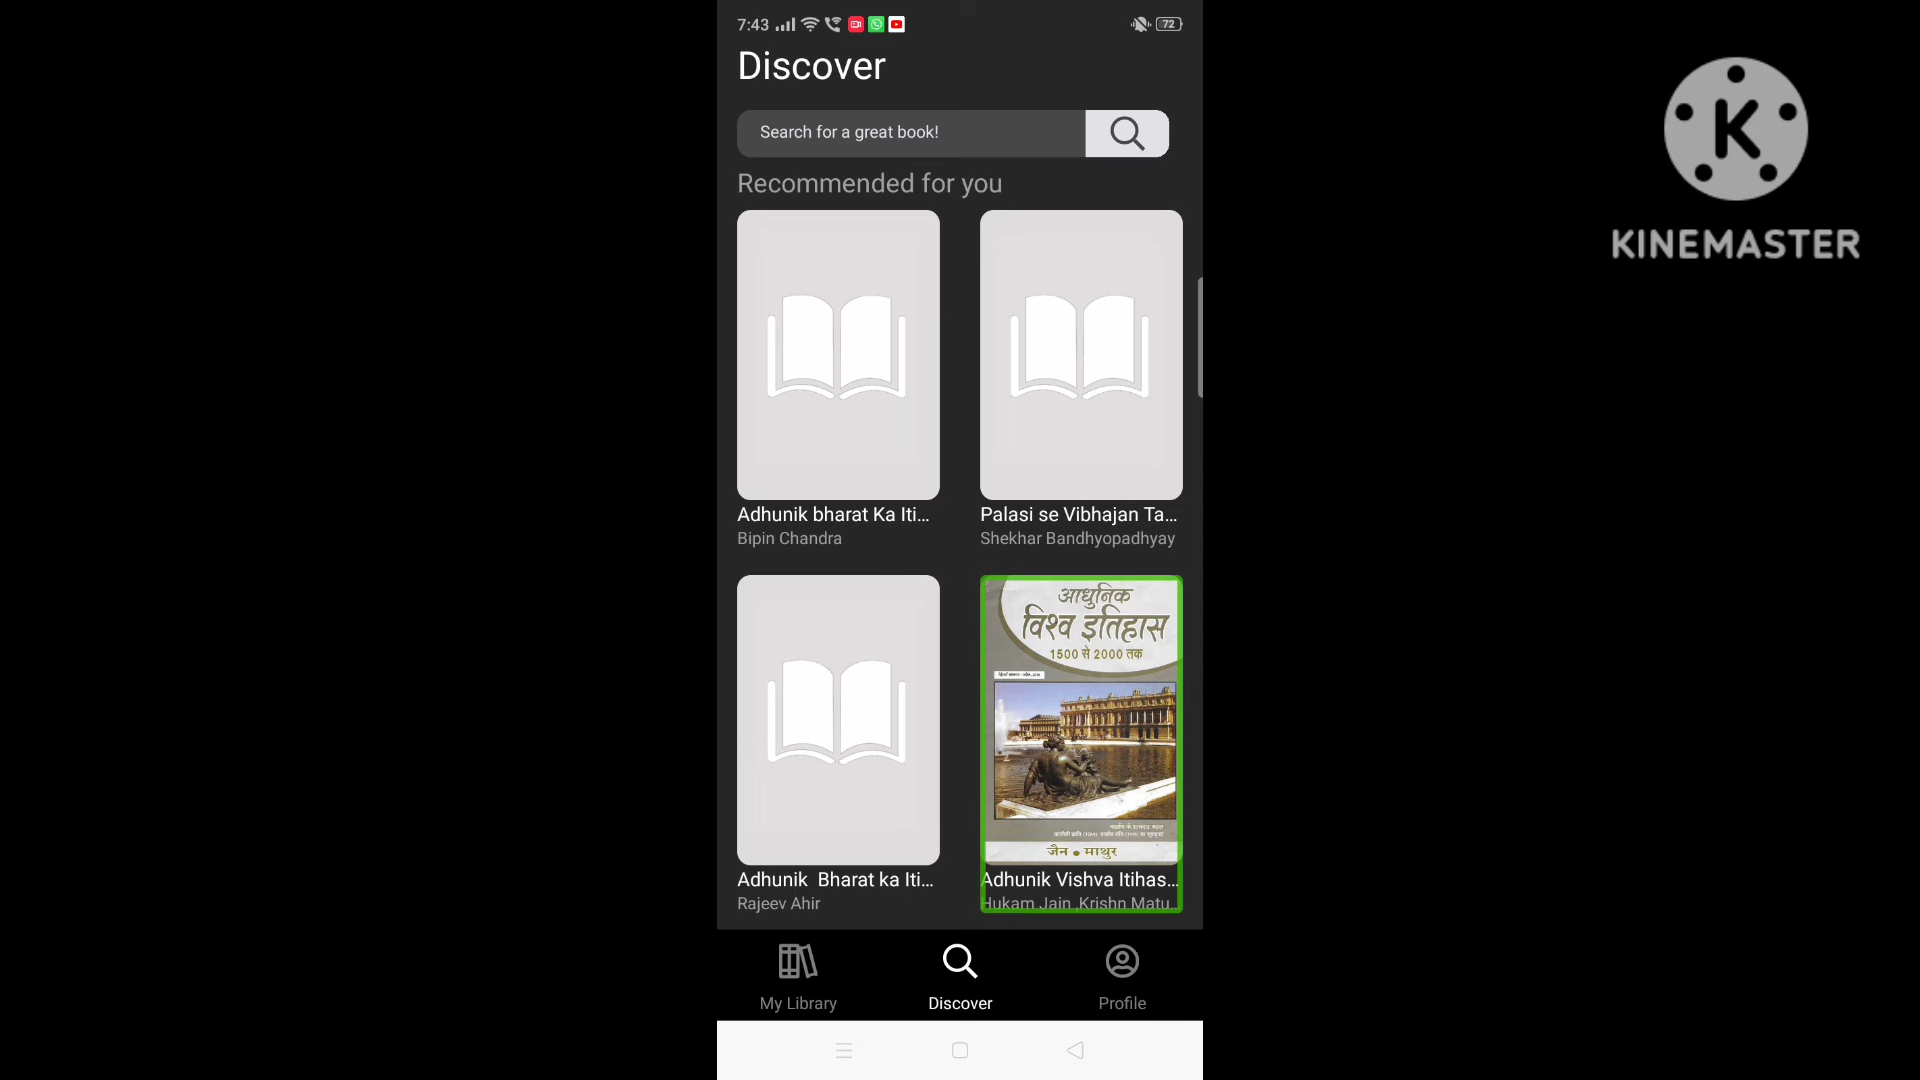 7:43
72
Discover
Search for a great book!
Recommended for you
Adhunik bharat Ka Iti...
Bipin Chandra
Palasi se Vibhajan Ta...
Shekhar Bandhyopadhyay
आधुनिक
विश्व इतिहास
1500 से 2000 तक
जैन • माथुर
Adhunik Bharat ka Iti...
Rajeev Ahir
Adhunik Vishva Itihas...
Hukam Jain ,Krishn Matu...
My Library
Discover
Profile
K
KINEMASTER